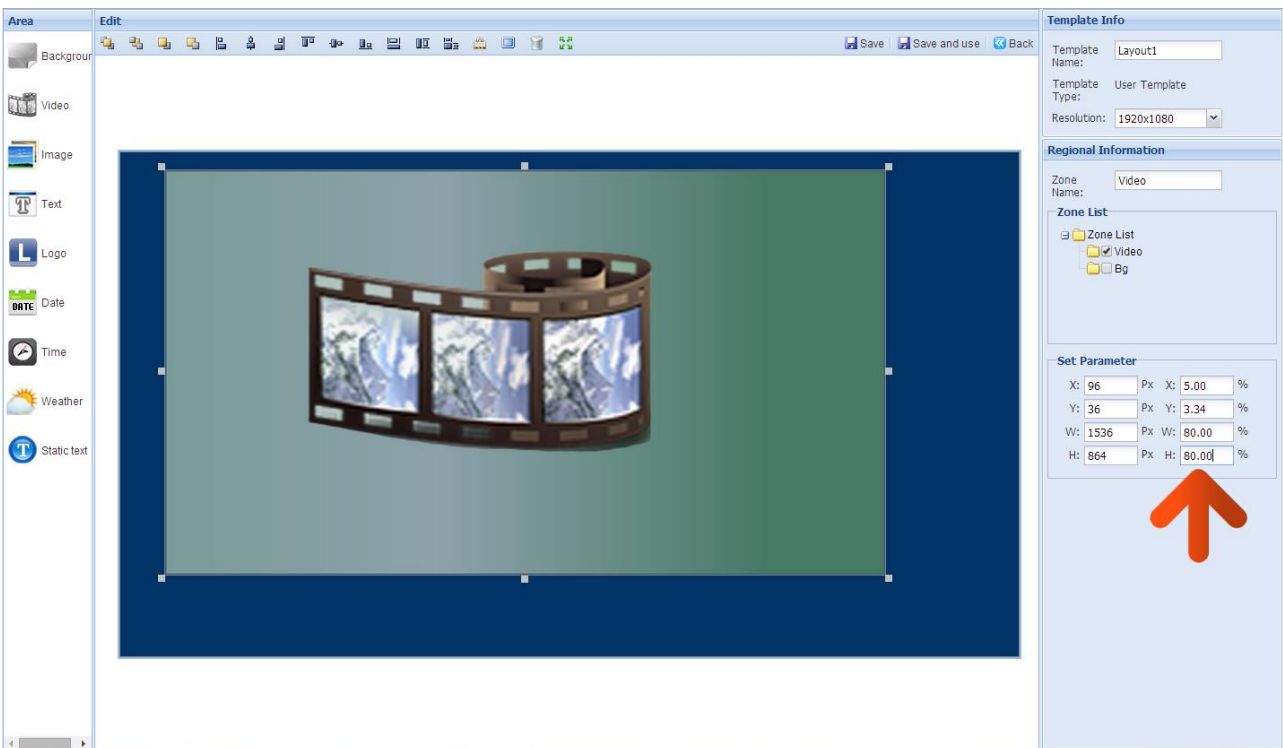 Area
Edit
Template Info
Save
Save and use
Back
Backgrour
Video
Image
Text
Logo
DATE Date
Time
Weather
Static text
Template Name:
Layout1
Template Type:
User Template
Resolution:
1920x1080
Regional Information
Zone Name:
Video
Zone List
Zone List
Video
Bg
Set Parameter
X: 96 Px X: 5.00 %
Y: 36 Px Y: 3.34 %
W: 1536 Px W: 80.00 %
H: 864 Px H: 80.00 %
T
L
T